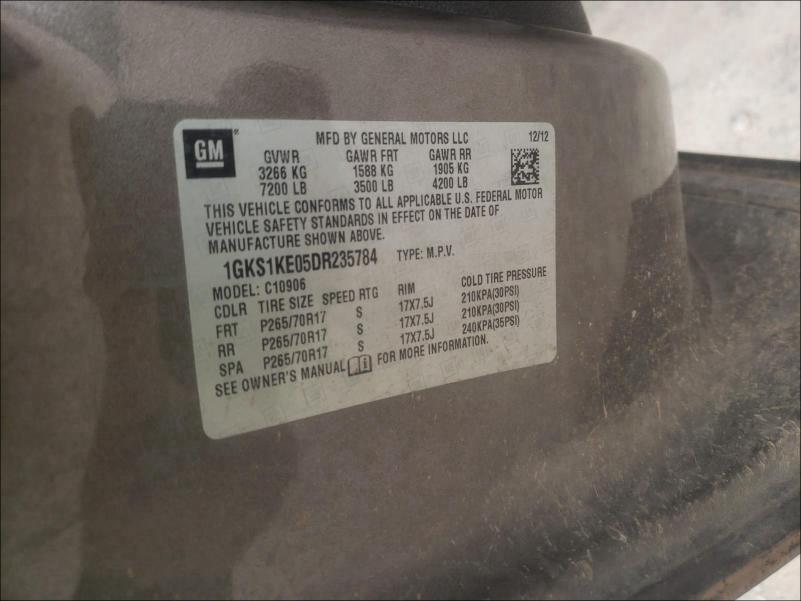 GM
MFD BY GENERAL MOTORS LLC 12/12
GVWR GAWR FRT GAWR RR
3266 KG 1588 KG 1905 KG
7200 LB 3500 LB 4200 LB
THIS VEHICLE CONFORMS TO ALL APPLICABLE U.S. FEDERAL MOTOR
VEHICLE SAFETY STANDARDS IN EFFECT ON THE DATE OF
MANUFACTURE SHOWN ABOVE.
1GKS1KE05DR235784 TYPE: M.P.V.
MODEL: C10906
CDLR TIRE SIZE SPEED RTG RIM COLD TIRE PRESSURE
FRT P265/70R17 S 17X7.5J 210KPA(30PSI)
RR P265/70R17 S 17X7.5J 210KPA(30PSI)
SPA P265/70R17 S 17X7.5J 240KPA(35PSI)
SEE OWNER'S MANUAL FOR MORE INFORMATION.